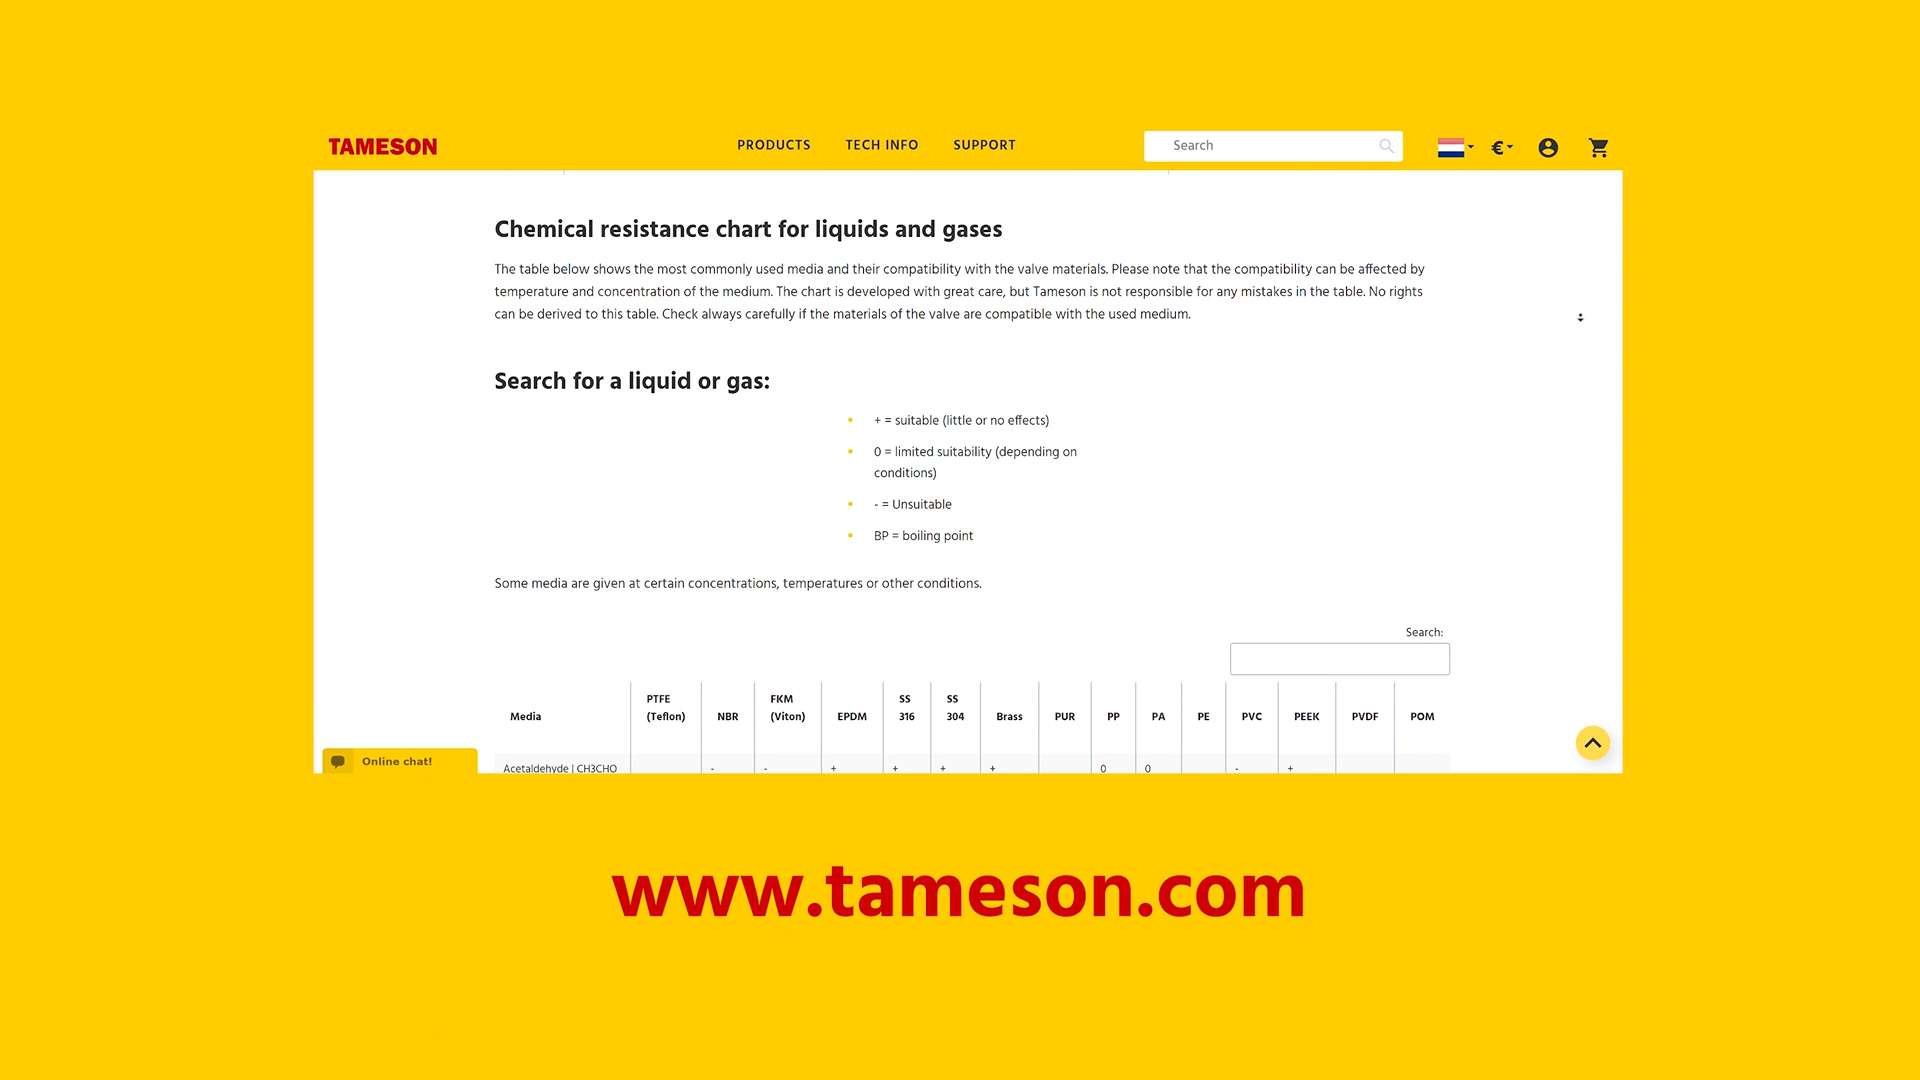 TAMESON
PRODUCTS TECH INFO SUPPORT
Search
€
Chemical resistance chart for liquids and gases
The table below shows the most commonly used media and their compatibility with the valve materials. Please note that the compatibility can be affected by
temperature and concentration of the medium. The chart is developed with great care, but Tameson is not responsible for any mistakes in the table. No rights
can be derived to this table. Check always carefully if the materials of the valve are compatible with the used medium.
Search for a liquid or gas:
+ = suitable (little or no effects)
0 = limited suitability (depending on
conditions)
- = Unsuitable
BP = boiling point
Some media are given at certain concentrations, temperatures or other conditions.
Search:
Media PTFE (Teflon) NBR FKM (Viton) EPDM SS 316 SS 304 Brass PUR PP PA PE PVC PEEK PVDF POM
Acetaldehyde | CH3CHO - - + + + + 0 0 - +
Online chat!
www.tameson.com